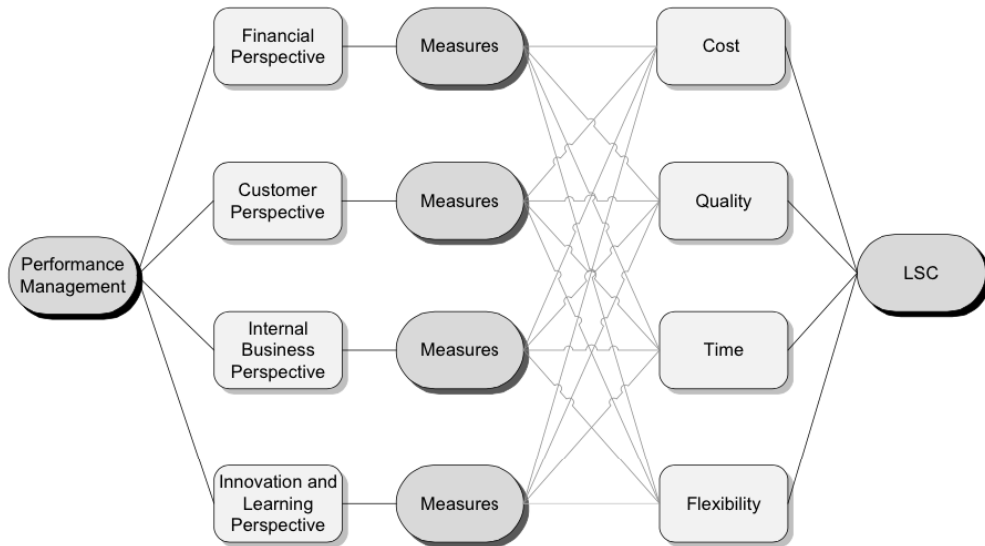 Financial
Perspective
Measures
Cost
Customer
Perspective
Measures
Quality
Performance
Management
LSC
Internal
Business
Perspective
Measures
Time
Innovation and
Learning
Perspective
Measures
Flexibility